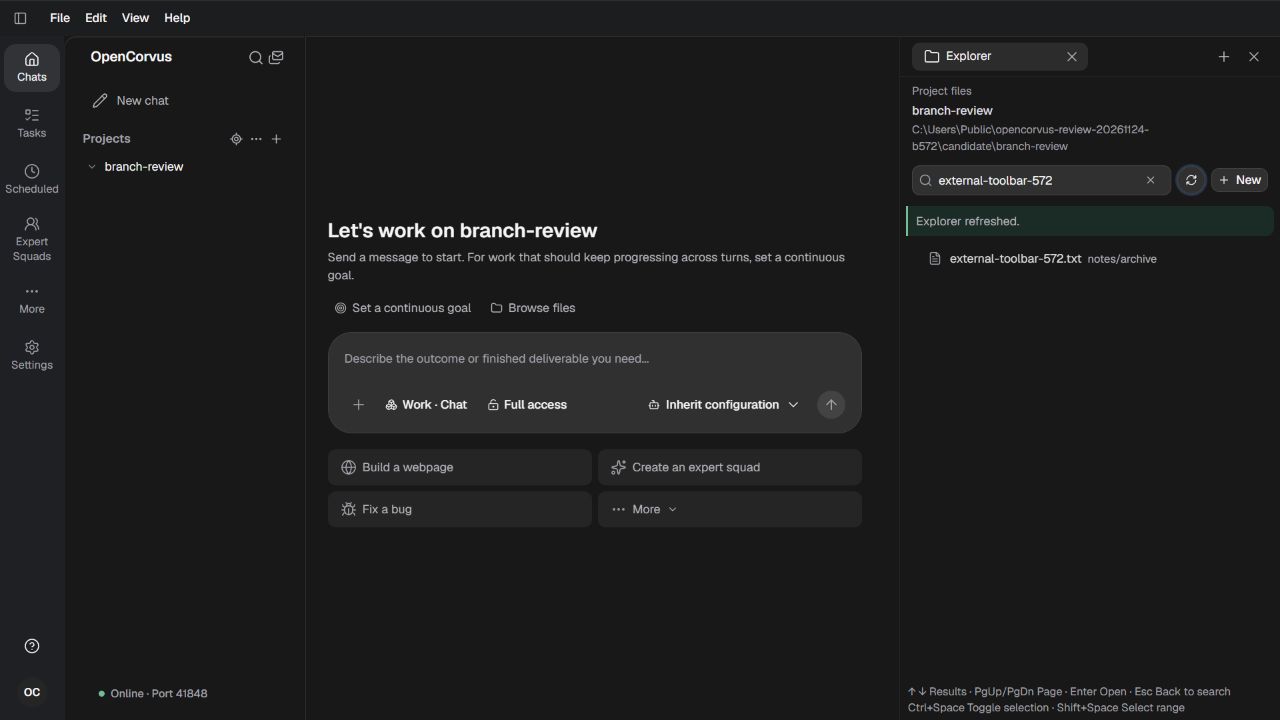 File Edit View Help
Chats
Tasks
Scheduled
Expert
Squads
More
Settings
OC
OpenCorvus
New chat
Projects
branch-review
Online · Port 41848
Let's work on branch-review
Send a message to start. For work that should keep progressing across turns, set a continuous
goal.
Set a continuous goal Browse files
Describe the outcome or finished deliverable you need...
Work · Chat Full access Inherit configuration
Build a webpage Create an expert squad
Fix a bug More
Explorer
Project files
branch-review
C:\Users\Public\opencorvus-review-20261124-
b572\candidate\branch-review
external-toolbar-572 New
Explorer refreshed.
external-toolbar-572.txt notes/archive
↑↓ Results · PgUp/PgDn Page · Enter Open · Esc Back to search
Ctrl+Space Toggle selection · Shift+Space Select range